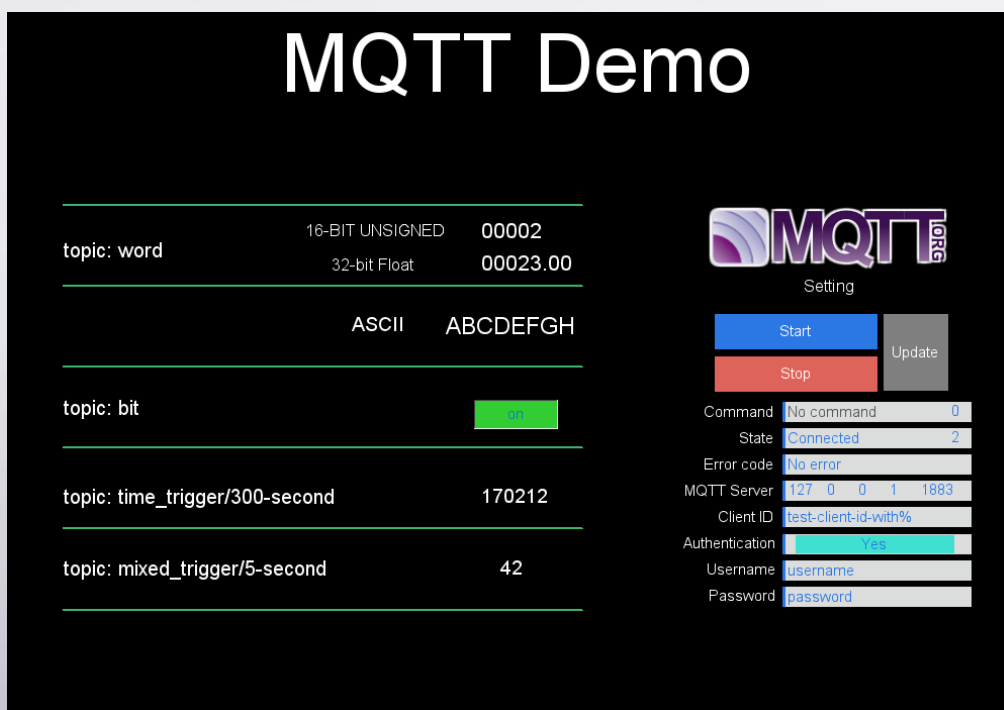 MQTT Demo
16-BIT UNSIGNED 00002
topic: word
32-bit Float 00023.00
ASCII ABCDEFGH
topic: bit on
topic: time_trigger/300-second 170212
topic: mixed_trigger/5-second 42
MQTT.ORG
Setting
Start
Update
Stop
Command No command 0
State Connected 2
Error code No error
MQTT Server 127 0 0 1 1883
Client ID test-client-id-with%
Authentication Yes
Username username
Password password